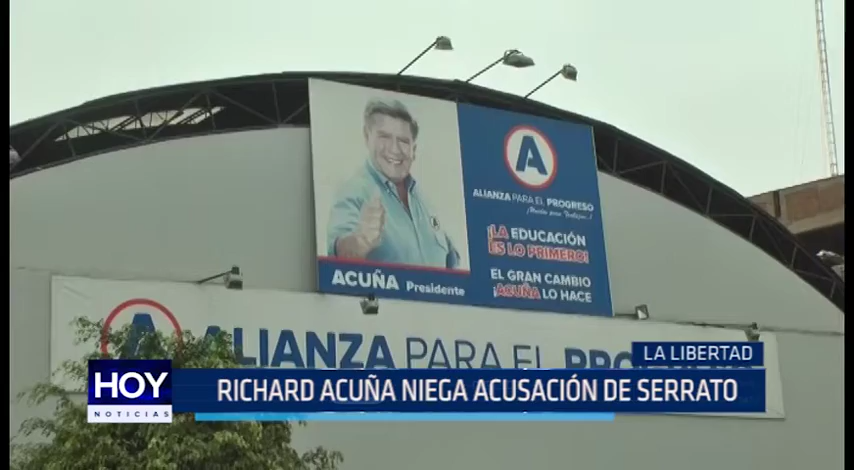 A
ALIANZA PARA EL PROGRESO
¡LA EDUCACIÓN
ES LO PRIMERO!
EL GRAN CAMBIO
¡ACUÑA LO HACE
ACUÑA Presidente
A ALIANZA PARA EL
LA LIBERTAD
HOY
NOTICIAS
RICHARD ACUÑA NIEGA ACUSACIÓN DE SERRATO